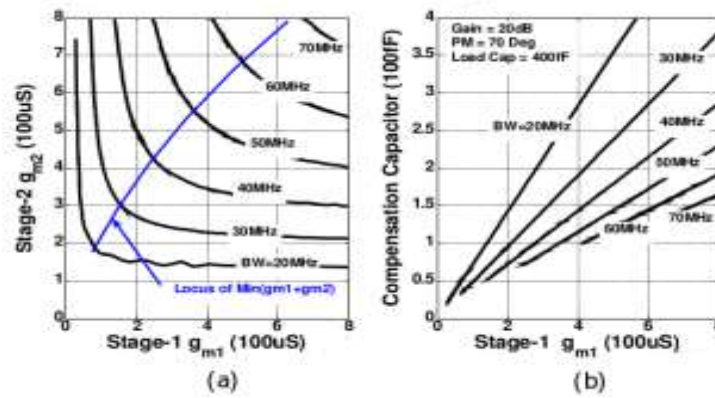 8
7
6
5
4
3
2
1
0
0 2 4 6 8
Stage-2 gm2 (100uS)
Stage-1 gm1 (100uS)
70MHz
60MHz
50MHz
40MHz
30MHz
BW=20MHz
Locus of Min(gm1+gm2)
(a)
4
3.5
3
2.5
2
1.5
1
0.5
0
0 2 4 6 8
Compensation Capacitor (100fF)
Stage-1 gm1 (100uS)
Gain = 20dB
PM = 70 Deg
Load Cap = 400fF
BW=20MHz
30MHz
40MHz
50MHz
60MHz
70MHz
(b)